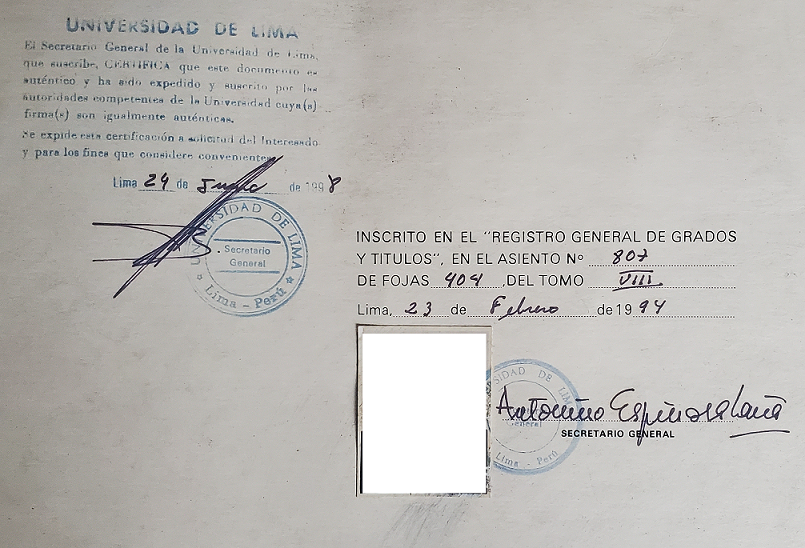 UNIVERSIDAD DE LIMA
El Secretario General de la Universidad de Lima,
que suscribe, CERTIFICA que este documento es
auténtico y ha sido expedido y suscrito por las
autoridades competentes de la Universidad cuya(s)
firma(s) son igualmente auténticas.
Se expide esta certificación a solicitud del Interesado
y para los fines que considere convenientes
Lima 24 de Junio de 1998
UNIVERSIDAD DE LIMA
Secretario
General
Lima - Perú
INSCRITO EN EL "REGISTRO GENERAL DE GRADOS
Y TITULOS", EN EL ASIENTO Nº 807
DE FOJAS 404 ,DEL TOMO VIII
Lima, 23 de Febrero de 1994
SIDAD DE LIM
Antonino Espinosa Laña
General
SECRETARIO GENERAL
Lima - Perú